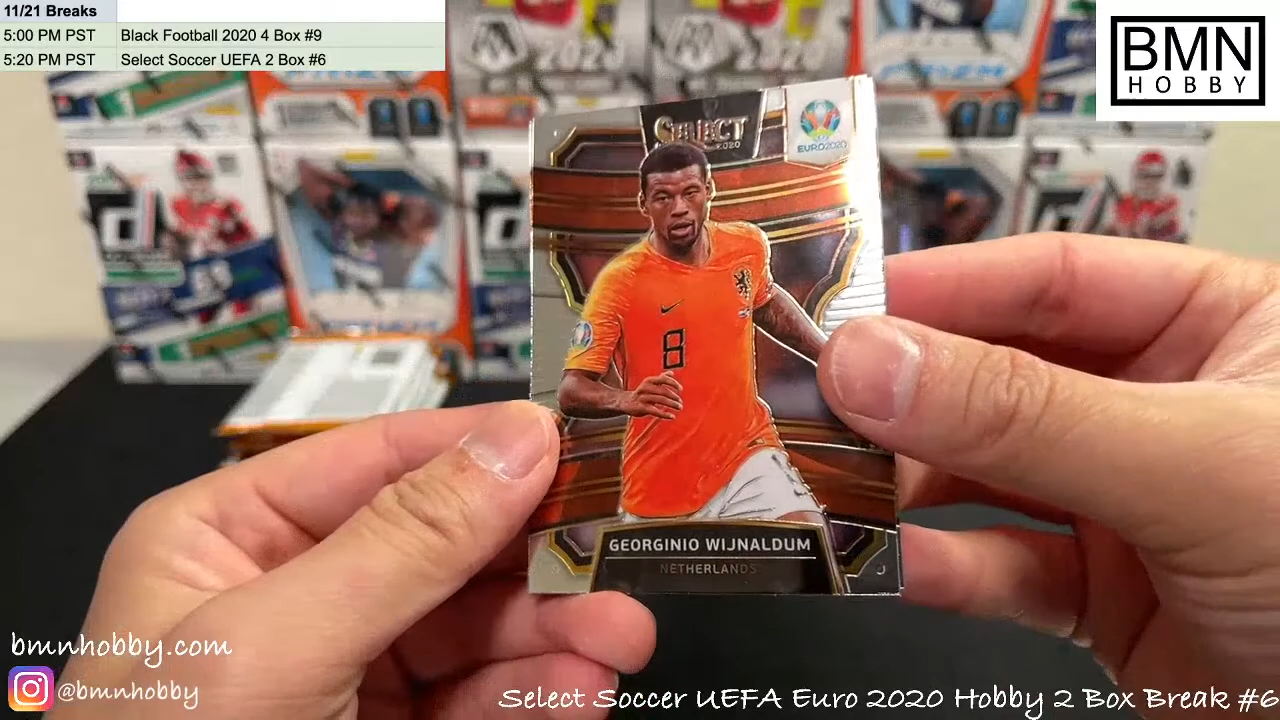 11/21 Breaks
5:00 PM PST Black Football 2020 4 Box #9
5:20 PM PST Select Soccer UEFA 2 Box #6
BMN
HOBBY
SELECT
2020
EURO2020
8
GEORGINIO WIJNALDUM
NETHERLANDS
bmnhobby.com
@bmnhobby
Select Soccer UEFA Euro 2020 Hobby 2 Box Break #6